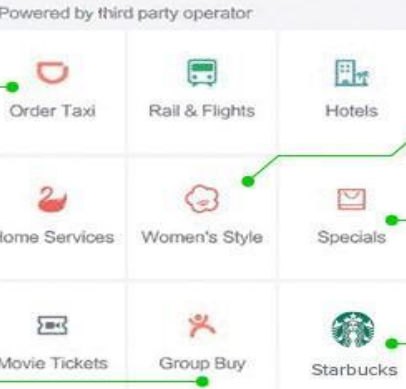 Powered by third party operator
Order Taxi Rail & Flights Hotels
Home Services Women's Style Specials
Movie Tickets Group Buy Starbucks